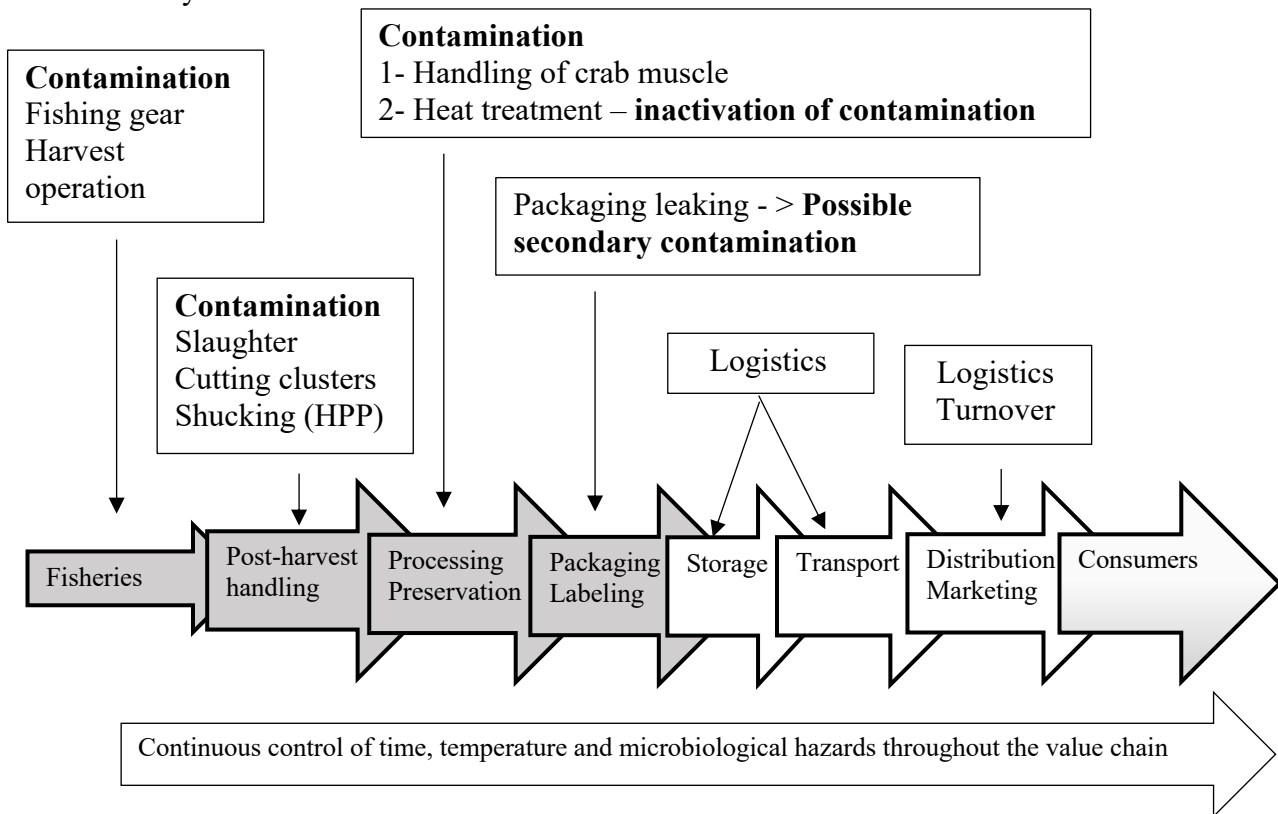 Contamination
1- Handling of crab muscle
2- Heat treatment – inactivation of contamination
Contamination
Fishing gear
Harvest
operation
Packaging leaking - > Possible
secondary contamination
Contamination
Slaughter
Cutting clusters
Shucking (HPP)
Logistics
Logistics
Turnover
Fisheries
Post-harvest
handling
Processing
Preservation
Packaging
Labeling
Storage
Transport
Distribution
Marketing
Consumers
Continuous control of time, temperature and microbiological hazards throughout the value chain